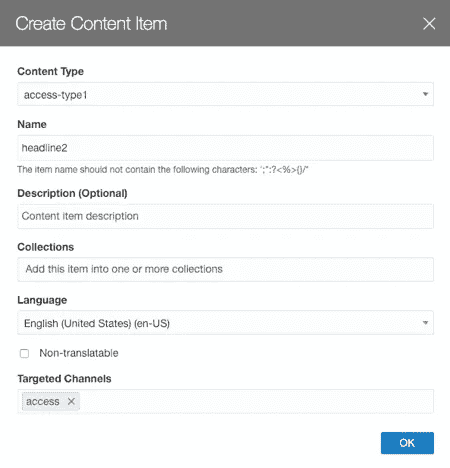 Create Content Item
Content Type
access-type1
Name
headline2
The item name should not contain the following characters: ';":?<%>{}/*
Description (Optional)
Content item description
Collections
Add this item into one or more collections
Language
English (United States) (en-US)
Non-translatable
Targeted Channels
access
OK